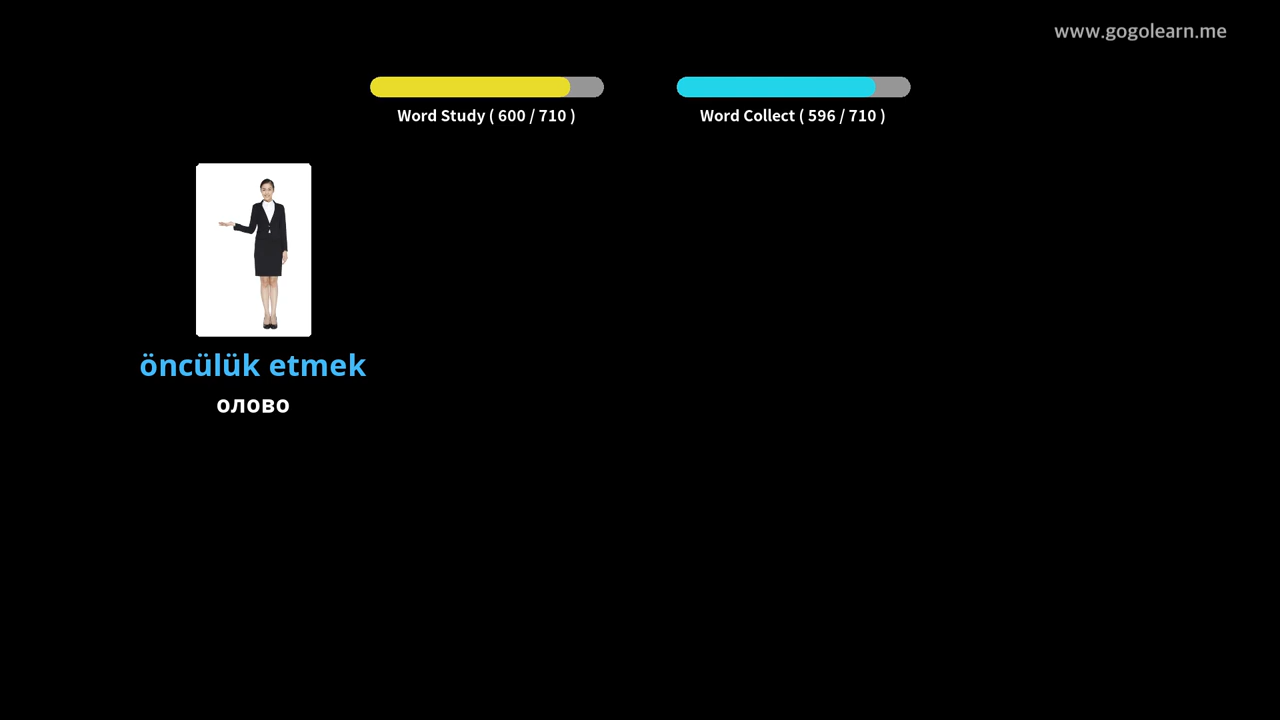 www.gogolearn.me
Word Study ( 600 / 710 )
Word Collect ( 596 / 710 )
öncülük etmek
олово